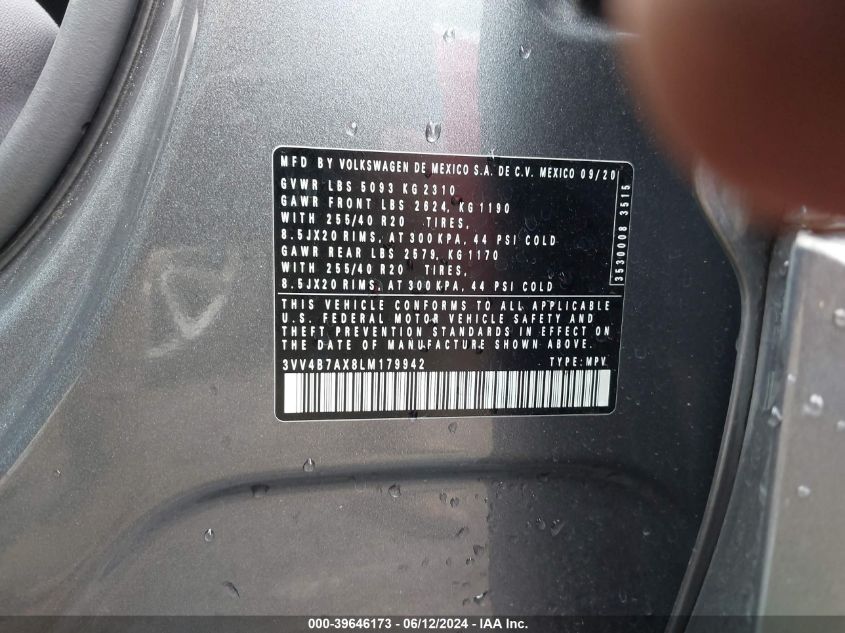 MFD BY VOLKSWAGEN DE MEXICO S.A. DE C.V. MEXICO 09/20
GVWR LBS 5093 KG 2310
GAWR FRONT LBS 2624, KG 1190
WITH 255/40 R20 TIRES,
8.5JX20 RIMS, AT 300 KPA, 44 PSI COLD
GAWR REAR LBS 2579, KG 1170
WITH 255/40 R20 TIRES,
8.5JX20 RIMS, AT 300 KPA, 44 PSI COLD
3530008 3515
THIS VEHICLE CONFORMS TO ALL APPLICABLE
U.S. FEDERAL MOTOR VEHICLE SAFETY AND
THEFT PREVENTION STANDARDS IN EFFECT ON
THE DATE OF MANUFACTURE SHOWN ABOVE.
3VV4B7AX8LM179942 TYPE: MPV
000-39646173 - 06/12/2024 - IAA Inc.